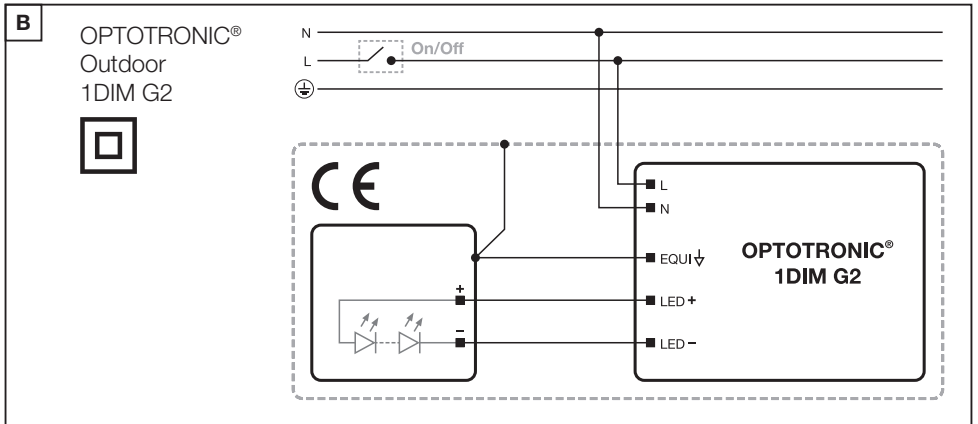 B
OPTOTRONIC®
Outdoor
1DIM G2
N
L
On/Off
CE
L
N
EQUI
LED +
LED −
OPTOTRONIC®
1DIM G2
+
−